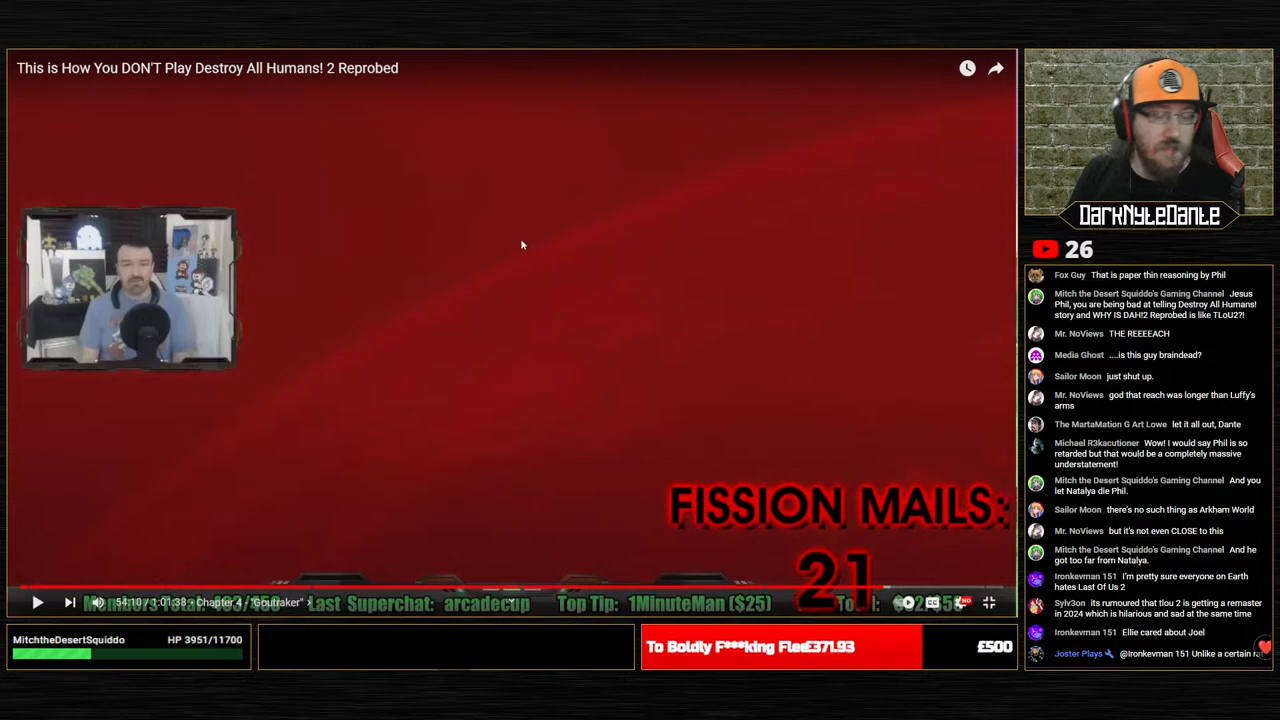 This is How You DON'T Play Destroy All Humans! 2 Reprobed
FISSION MAILS:
21
54:10 / 1:01:38 • Chapter 4 - "Goutraker" ›
Last Superchat: arcadecup
Top Tip: 1MinuteMan ($25)
MitchtheDesertSquiddo HP 3951/11700
To Boldly F***king Flee£371.93 £500
DarkNyteDante
26
Fox Guy That is paper thin reasoning by Phil
Mitch the Desert Squiddo's Gaming Channel Jesus
Phil, you are being bad at telling Destroy All Humans!
story and WHY IS DAH!2 Reprobed is like TLoU2?!
Mr. NoViews THE REEEEACH
Media Ghost ....is this guy braindead?
Sailor Moon just shut up.
Mr. NoViews god that reach was longer than Luffy's
arms
The MartaMation G Art Lowe let it all out, Dante
Michael R3kacutioner Wow! I would say Phil is so
retarded but that would be a completely massive
understatement!
Mitch the Desert Squiddo's Gaming Channel And you
let Natalya die Phil.
Sailor Moon there's no such thing as Arkham World
Mr. NoViews but it's not even CLOSE to this
Mitch the Desert Squiddo's Gaming Channel And he
got too far from Natalya.
Ironkevman 151 I'm pretty sure everyone on Earth
hates Last Of Us 2
Sylv3on its rumoured that tlou 2 is getting a remaster
in 2024 which is hilarious and sad at the same time
Ironkevman 151 Ellie cared about Joel
Joster Plays @Ironkevman 151 Unlike a certain